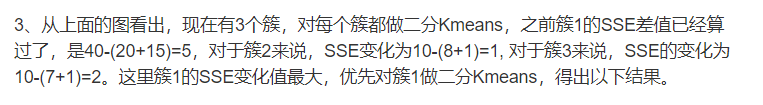 3、从上面的图看出，现在有3个簇，对每个簇都做二分Kmeans，之前簇1的SSE差值已经算
过了，是40-(20+15)=5，对于簇2来说，SSE变化为10-(8+1)=1, 对于簇3来说，SSE的变化为
10-(7+1)=2。这里簇1的SSE变化值最大，优先对簇1做二分Kmeans，得出以下结果。